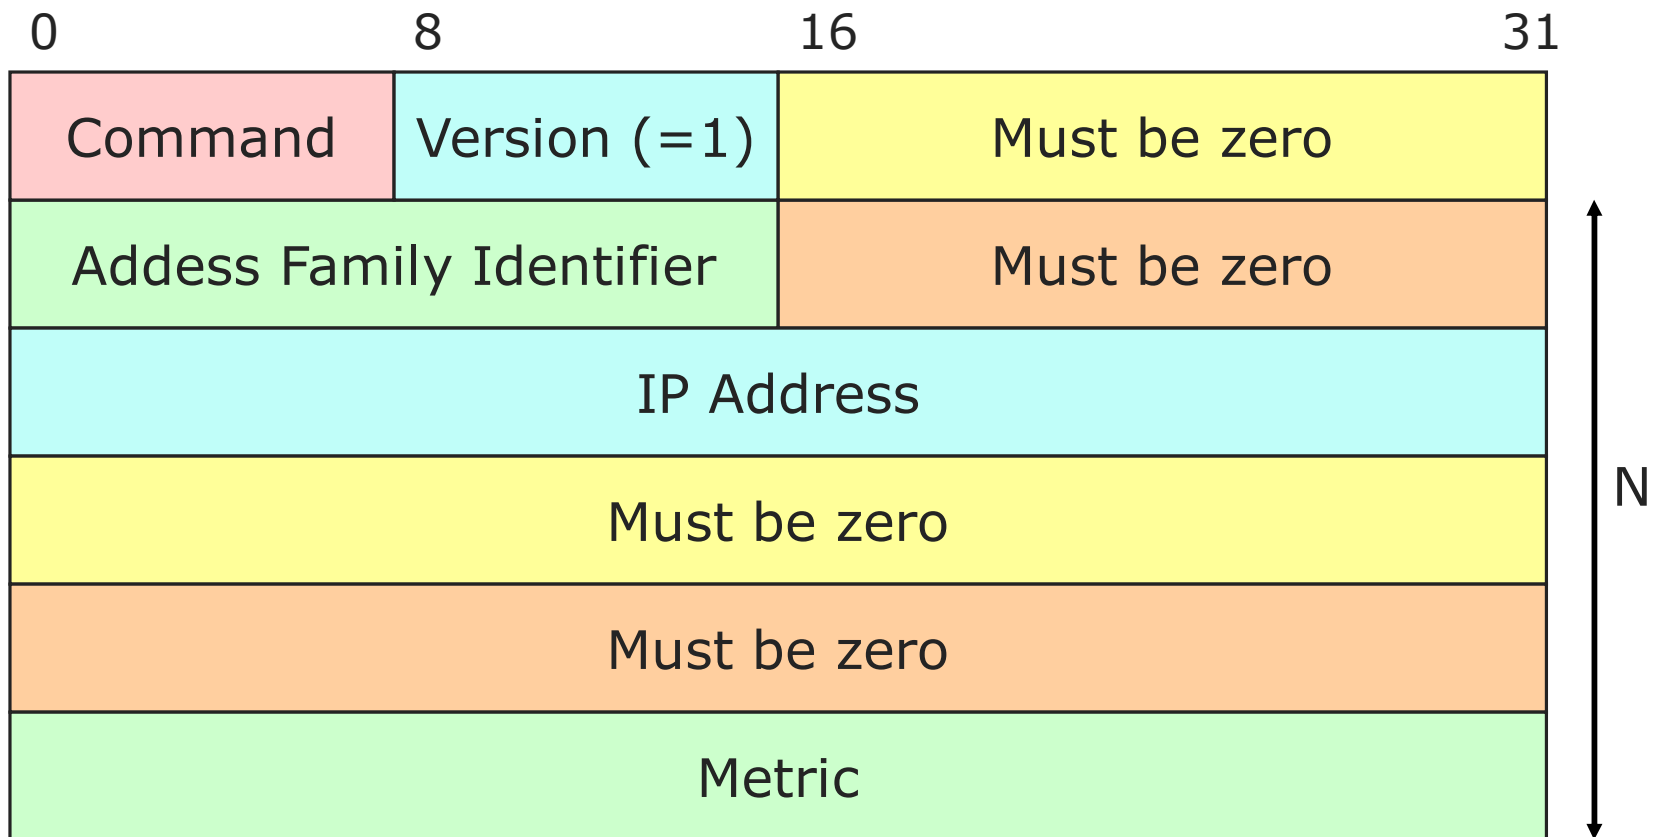 0 8 16 31
Command Version (=1) Must be zero
Addess Family Identifier Must be zero
IP Address
Must be zero
N
Must be zero
Metric